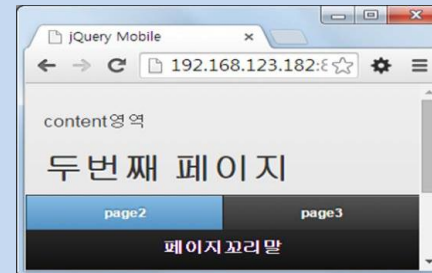 jQuery Mobile
192.168.123.182:8
content영역
두번째 페이지
page2 page3
페이지꼬리말